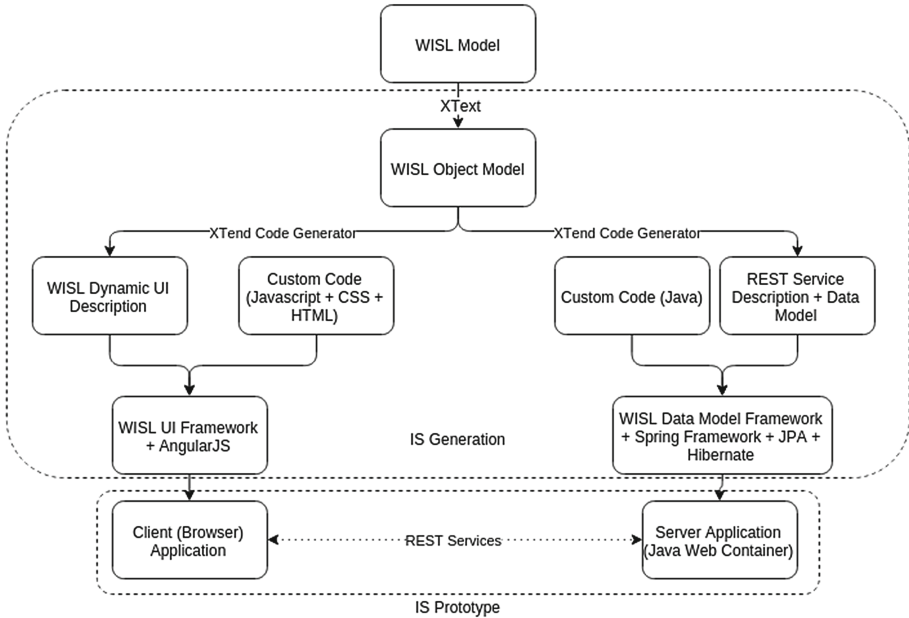 WISL Model
XText
WISL Object Model
XTend Code Generator
XTend Code Generator
WISL Dynamic UI
Description
Custom Code
(Javascript + CSS +
HTML)
Custom Code (Java)
REST Service
Description + Data
Model
WISL UI Framework
+ AngularJS
IS Generation
WISL Data Model Framework
+ Spring Framework + JPA +
Hibernate
Client (Browser)
Application
REST Services
Server Application
(Java Web Container)
IS Prototype